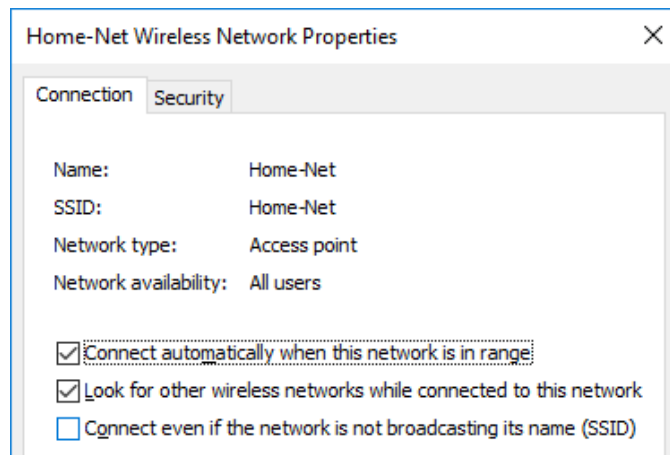 Home-Net Wireless Network Properties
Connection Security
Name: Home-Net
SSID: Home-Net
Network type: Access point
Network availability: All users
Connect automatically when this network is in range
Look for other wireless networks while connected to this network
Connect even if the network is not broadcasting its name (SSID)